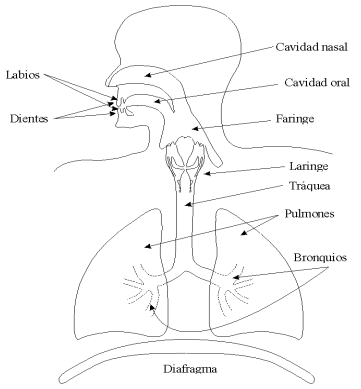 Cavidad nasal
Labios
Cavidad oral
Dientes
Faringe
Laringe
Tráquea
Pulmones
Bronquios
Diafragma